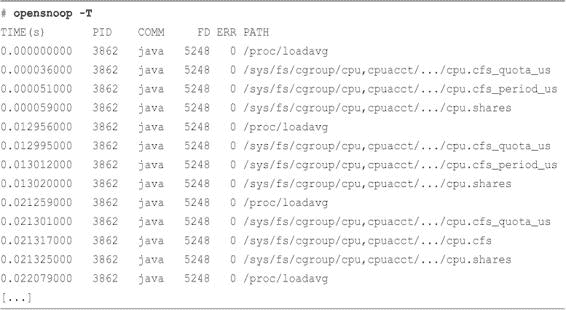 # opensnoop -T
TIME(s) PID COMM FD ERR PATH
0.000000000 3862 java 5248 0 /proc/loadavg
0.000036000 3862 java 5248 0 /sys/fs/cgroup/cpu,cpuacct/.../cpu.cfs_quota_us
0.000051000 3862 java 5248 0 /sys/fs/cgroup/cpu,cpuacct/.../cpu.cfs_period_us
0.000059000 3862 java 5248 0 /sys/fs/cgroup/cpu,cpuacct/.../cpu.shares
0.012956000 3862 java 5248 0 /proc/loadavg
0.012995000 3862 java 5248 0 /sys/fs/cgroup/cpu,cpuacct/.../cpu.cfs_quota_us
0.013012000 3862 java 5248 0 /sys/fs/cgroup/cpu,cpuacct/.../cpu.cfs_period_us
0.013020000 3862 java 5248 0 /sys/fs/cgroup/cpu,cpuacct/.../cpu.shares
0.021259000 3862 java 5248 0 /proc/loadavg
0.021301000 3862 java 5248 0 /sys/fs/cgroup/cpu,cpuacct/.../cpu.cfs_quota_us
0.021317000 3862 java 5248 0 /sys/fs/cgroup/cpu,cpuacct/.../cpu.cfs
0.021325000 3862 java 5248 0 /sys/fs/cgroup/cpu,cpuacct/.../cpu.shares
0.022079000 3862 java 5248 0 /proc/loadavg
[...]